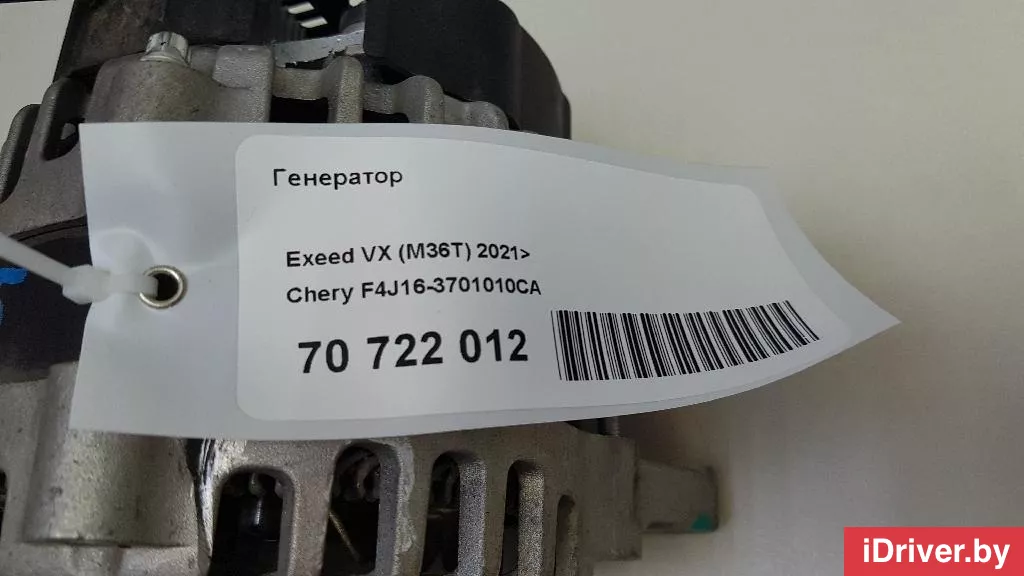 Генератор
Exeed VX (M36T) 2021>
Chery F4J16-3701010CA
70 722 012
iDriver.by